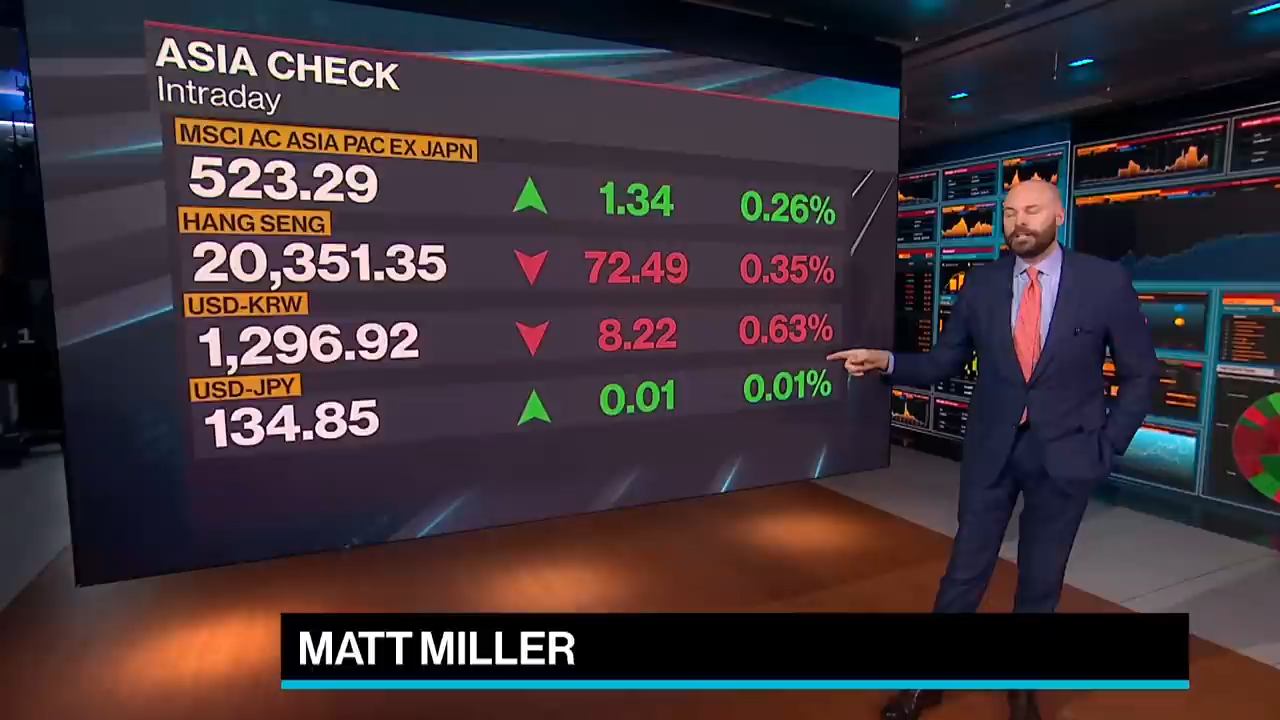 ASIA CHECK
Intraday
MSCI AC ASIA PAC EX JAPN
523.29 1.34 0.26%
HANG SENG
20,351.35 72.49 0.35%
USD-KRW
1,296.92 8.22 0.63%
USD-JPY
134.85 0.01 0.01%
1
MATT MILLER